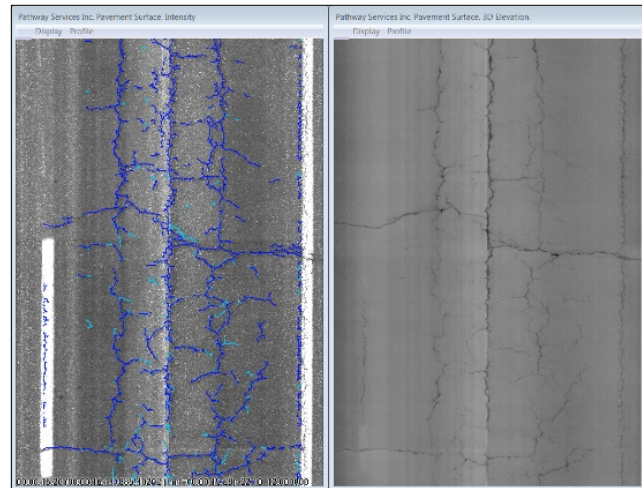 Pathway Services Inc. Pavement Surface. Intensity
Display Profile
Pathway Services Inc. Pavement Surface. 3D Elevation
Display Profile